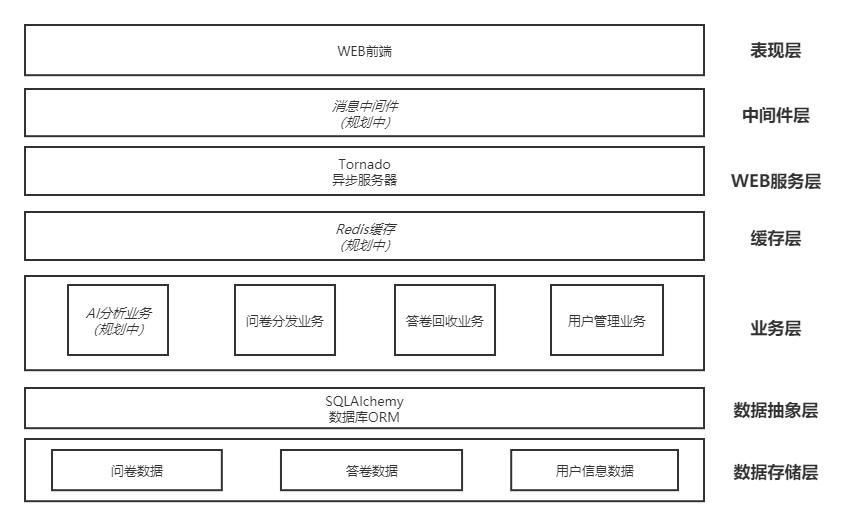 WEB前端
表现层
消息中间件
（规划中）
中间件层
Tornado
异步服务器
WEB服务层
Redis缓存
（规划中）
缓存层
AI分析业务
（规划中）
问卷分发业务
答卷回收业务
用户管理业务
业务层
SQLAlchemy
数据库ORM
数据抽象层
问卷数据
答卷数据
用户信息数据
数据存储层